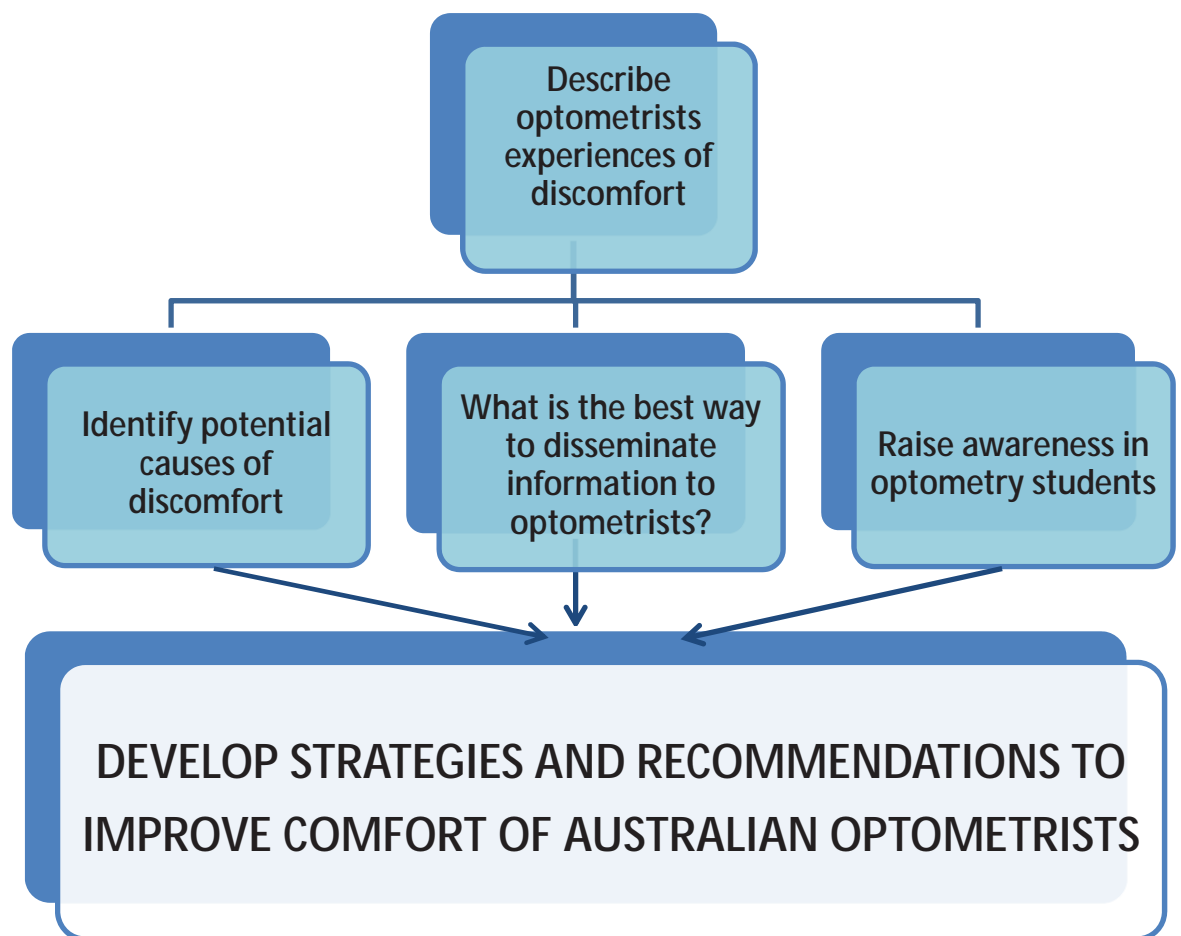 Describe
optometrists
experiences of
discomfort
Identify potential
causes of
discomfort
What is the best way
to disseminate
information to
optometrists?
Raise awareness in
optometry students
DEVELOP STRATEGIES AND RECOMMENDATIONS TO
IMPROVE COMFORT OF AUSTRALIAN OPTOMETRISTS